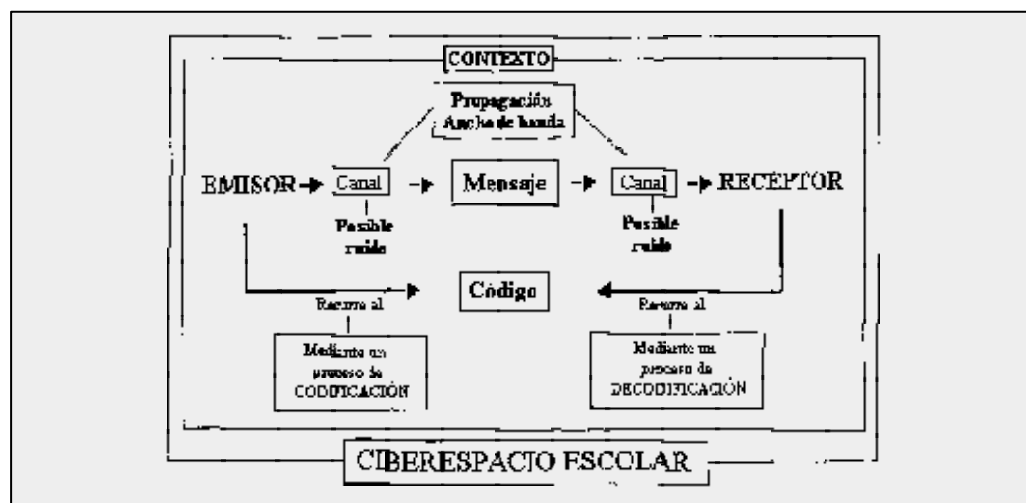 CONTEXTO
Propagación
Ancho de banda
EMISOR
Canal
Mensaje
Canal
RECEPTOR
Posible
ruido
Posible
ruido
Código
Recurre al
Recurre al
Mediante un
proceso de
CODIFICACIÓN
Mediante un
proceso de
DECODIFICACIÓN
CIBERESPACIO ESCOLAR